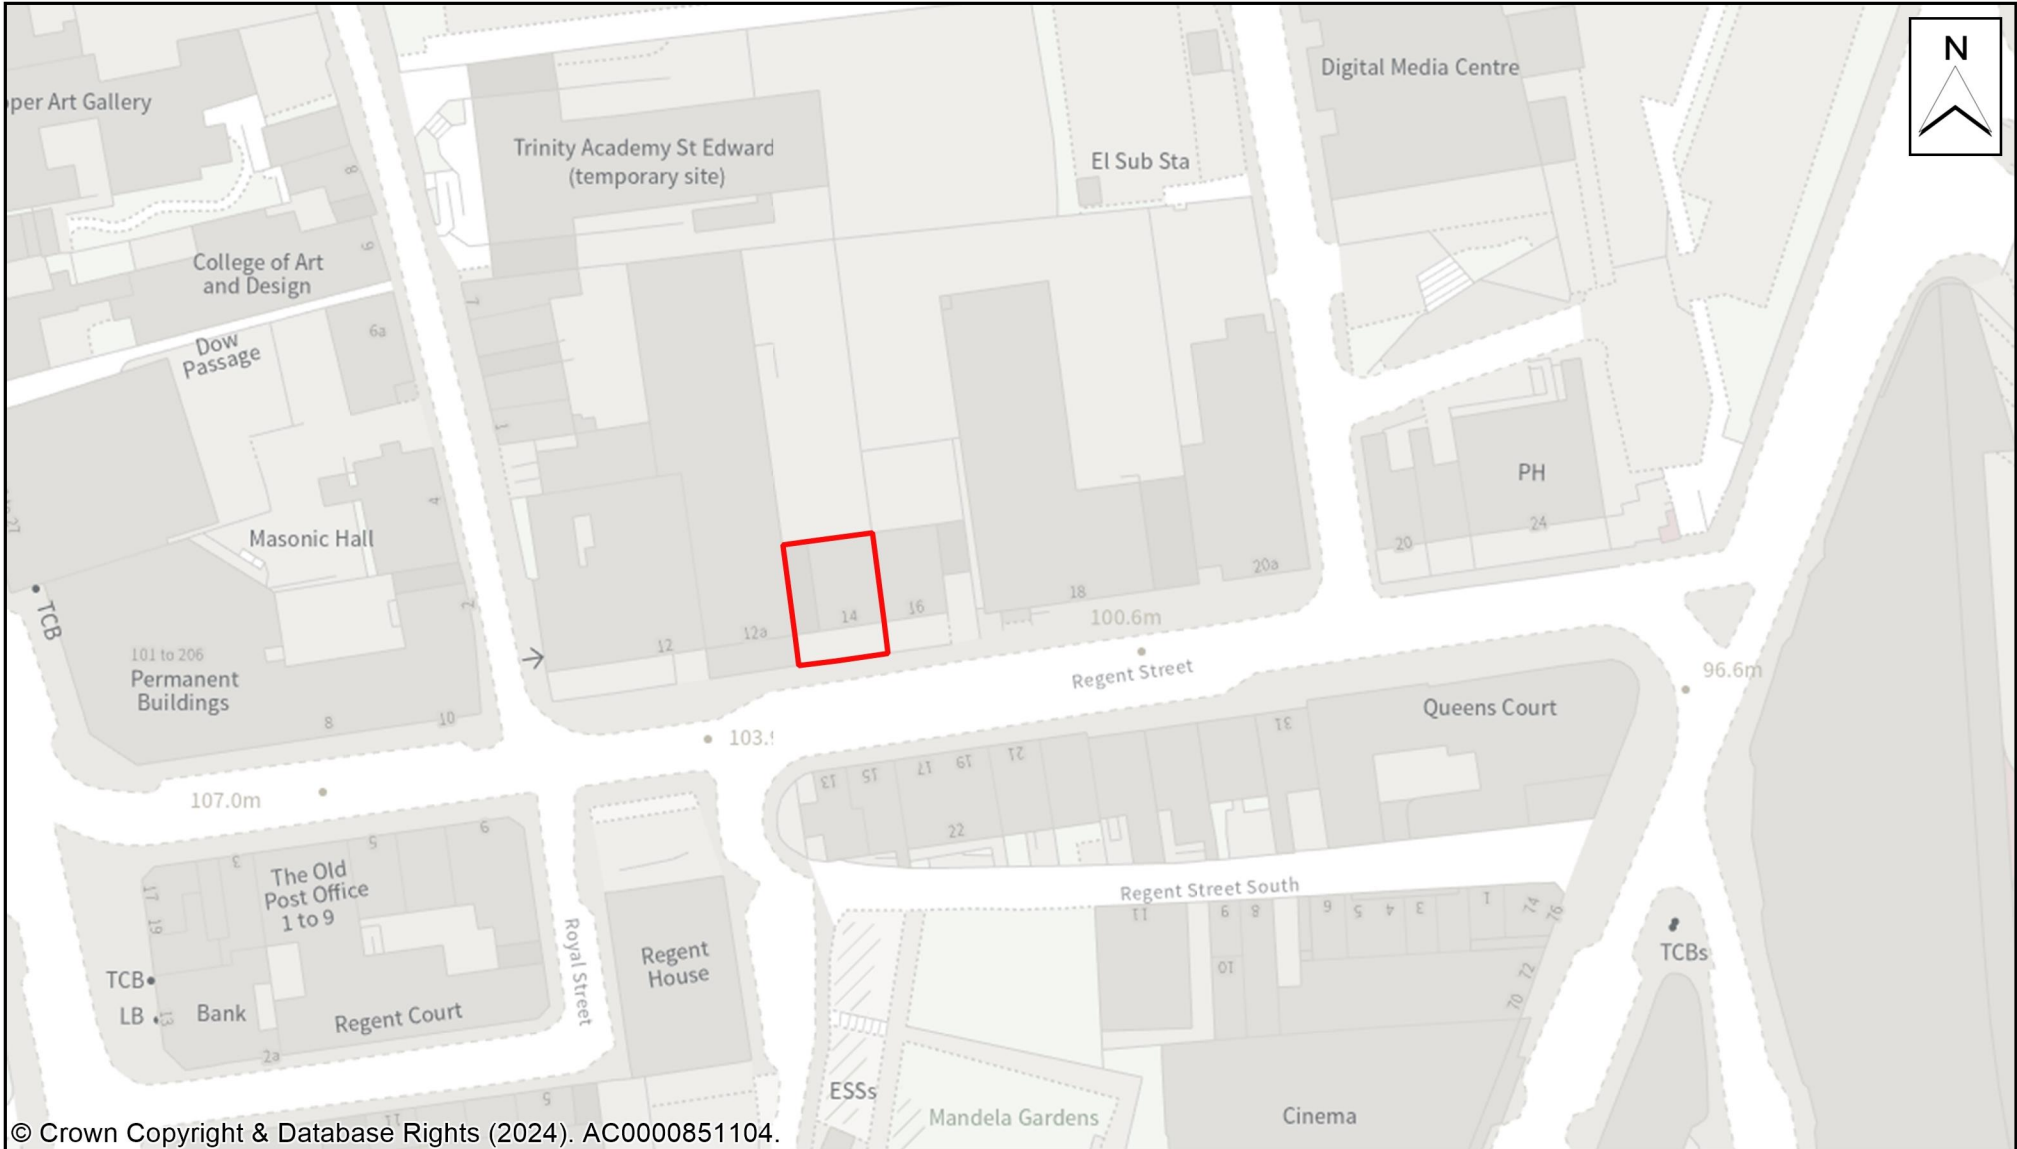 N
Digital Media Centre
per Art Gallery
Trinity Academy St Edward
(temporary site)
El Sub Sta
8
9
College of Art
and Design
7
6a
Dow
Passage
1
4
PH
Masonic Hall
24
20
20a
TCB
2
18
16
14
100.6m
12a
12
101 to 206
Permanent
Buildings
Regent Street
96.6m
8
10
Queens Court
31
103.
21
19
17
15
13
107.0m
22
6
5
3
The Old
Post Office
1 to 9
17
19
Regent Street South
11
9
8
6
5
4
3
1
74
76
Royal Street
Regent
House
TCBs
10
72
70
TCB
LB
13
Bank
Regent Court
2a
ESSs
5
11
Mandela Gardens
Cinema
© Crown Copyright & Database Rights (2024). AC0000851104.